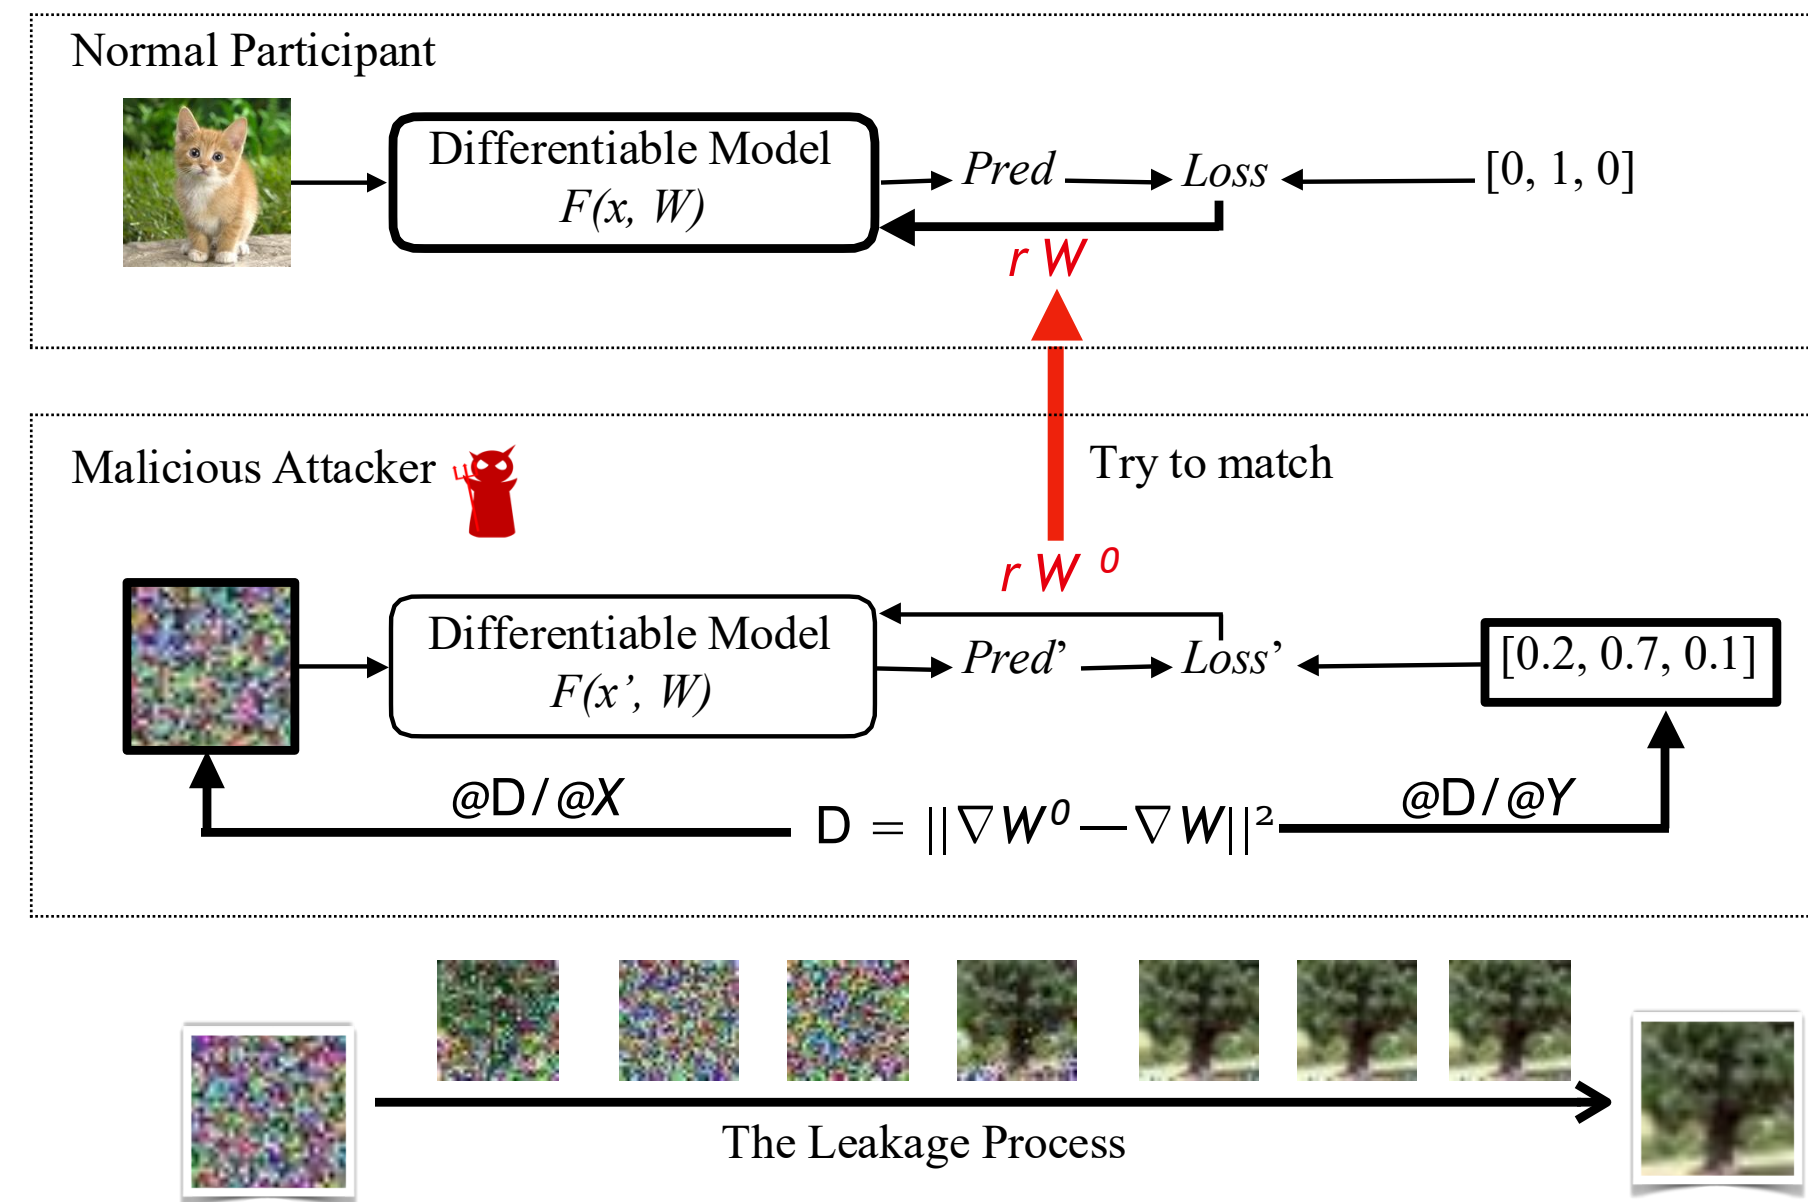 Normal Participant
Differentiable Model
F(x, W)
Pred
Loss
[0, 1, 0]
r W
Malicious Attacker
Try to match
r W 0
Differentiable Model
F(x’, W)
Pred’
Loss’
[0.2, 0.7, 0.1]
@D/@X
D = ||∇W⁰—∇W||²
@D/@Y
The Leakage Process